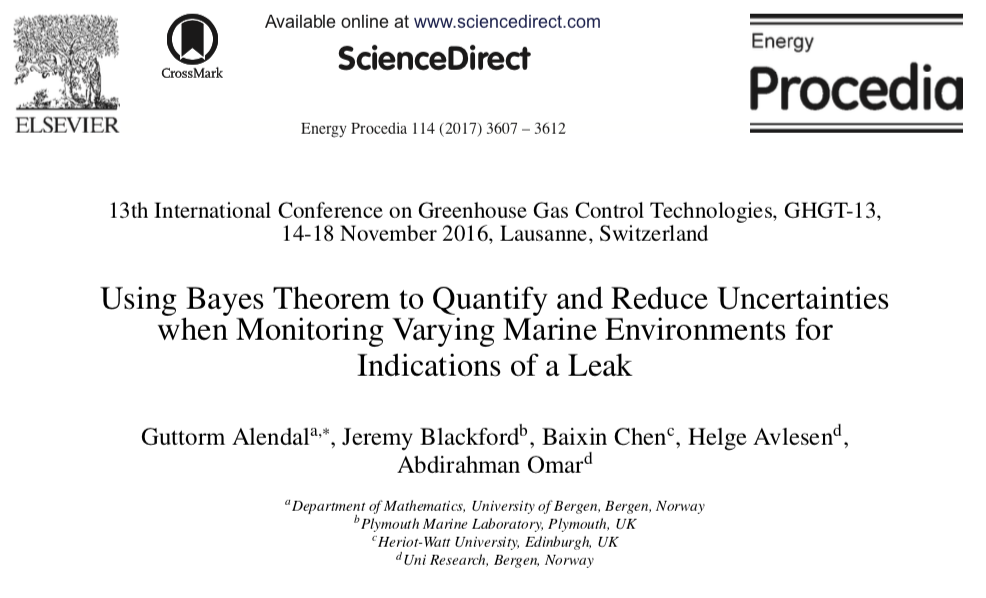 ELSEVIER
CrossMark
Available online at www.sciencedirect.com
ScienceDirect
Energy Procedia 114 (2017) 3607 – 3612
Energy
Procedia
13th International Conference on Greenhouse Gas Control Technologies, GHGT-13,
14-18 November 2016, Lausanne, Switzerland
Using Bayes Theorem to Quantify and Reduce Uncertainties
when Monitoring Varying Marine Environments for
Indications of a Leak
Guttorm Alendalᵃ,*, Jeremy Blackfordᵇ, Baixin Chenᶜ, Helge Avlesenᵈ,
Abdirahman Omarᵈ
ᵃDepartment of Mathematics, University of Bergen, Bergen, Norway
ᵇPlymouth Marine Laboratory, Plymouth, UK
ᶜHeriot-Watt University, Edinburgh, UK
ᵈUni Research, Bergen, Norway